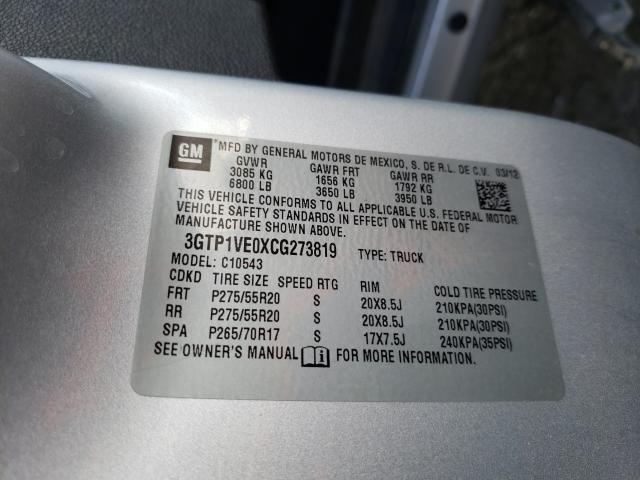 GM *MFD BY GENERAL MOTORS DE MEXICO, S. DE R.L. DE C.V. 03/12
GVWR GAWR FRT GAWR RR
3085 KG 1656 KG 1792 KG
6800 LB 3650 LB 3950 LB
THIS VEHICLE CONFORMS TO ALL APPLICABLE U.S. FEDERAL MOTOR
VEHICLE SAFETY STANDARDS IN EFFECT ON THE DATE OF
MANUFACTURE SHOWN ABOVE.
3GTP1VE0XCG273819 TYPE: TRUCK
MODEL: C10543
CDKD TIRE SIZE SPEED RTG RIM COLD TIRE PRESSURE
FRT P275/55R20 S 20X8.5J 210KPA(30PSI)
RR P275/55R20 S 20X8.5J 210KPA(30PSI)
SPA P265/70R17 S 17X7.5J 240KPA(35PSI)
SEE OWNER'S MANUAL FOR MORE INFORMATION.